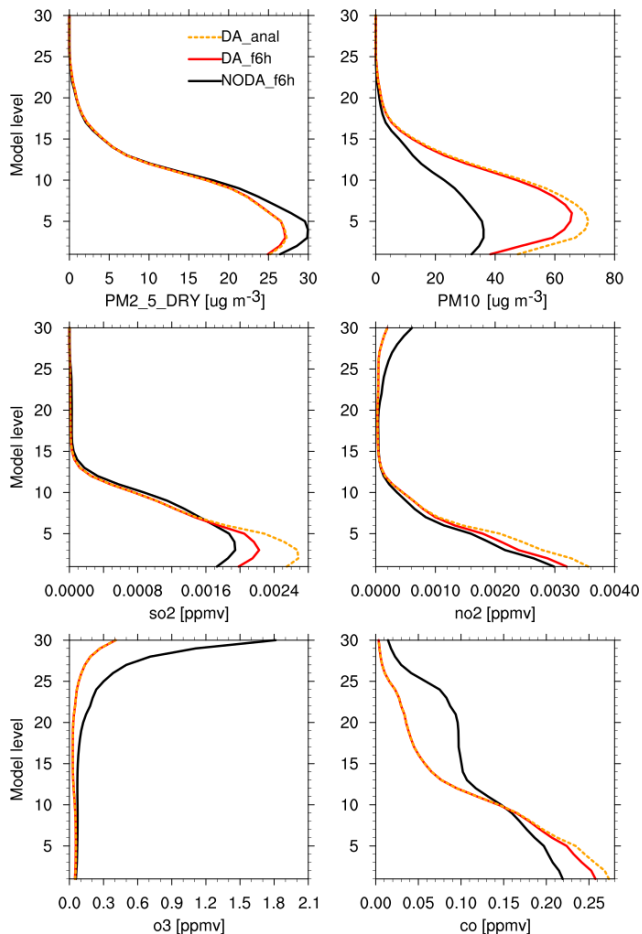 30
25
20
15
10
5
Model level
DA_anal
DA_f6h
NODA_f6h
0 5 10 15 20 25 30
PM2_5_DRY [ug m-3]
30
25
20
15
10
5
0 20 40 60 80
PM10 [ug m-3]
30
25
20
15
10
5
Model level
0.0000 0.0008 0.0016 0.0024
so2 [ppmv]
30
25
20
15
10
5
0.0000 0.0010 0.0020 0.0030 0.0040
no2 [ppmv]
30
25
20
15
10
5
Model level
0.0 0.3 0.6 0.9 1.2 1.5 1.8 2.1
o3 [ppmv]
30
25
20
15
10
5
0.00 0.05 0.10 0.15 0.20 0.25
co [ppmv]